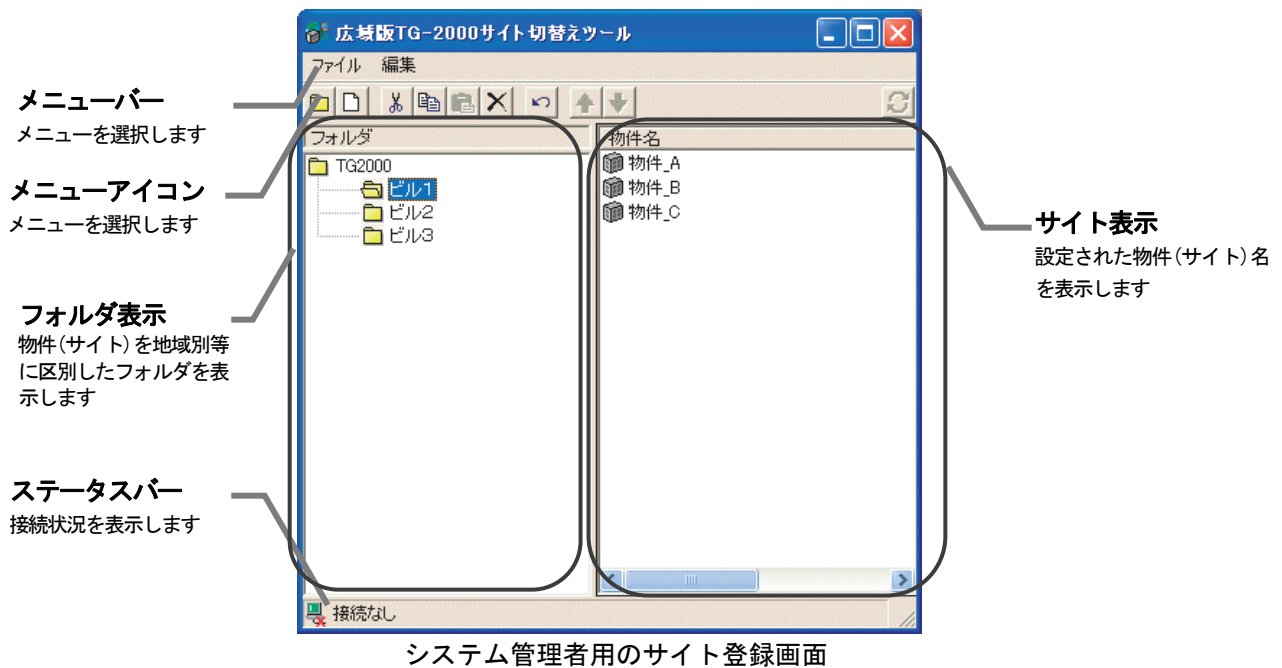 広域版TG-2000サイト切替えツール
ファイル 編集
メニューバー
メニューを選択します
メニューアイコン
メニューを選択します
フォルダ表示
物件(サイト)を地域別等
に区別したフォルダを表
示します
ステータスバー
接続状況を表示します
フォルダ
TG2000
ビル1
ビル2
ビル3
物件名
物件_A
物件_B
物件_C
サイト表示
設定された物件(サイト)名
を表示します
接続なし
システム管理者用のサイト登録画面